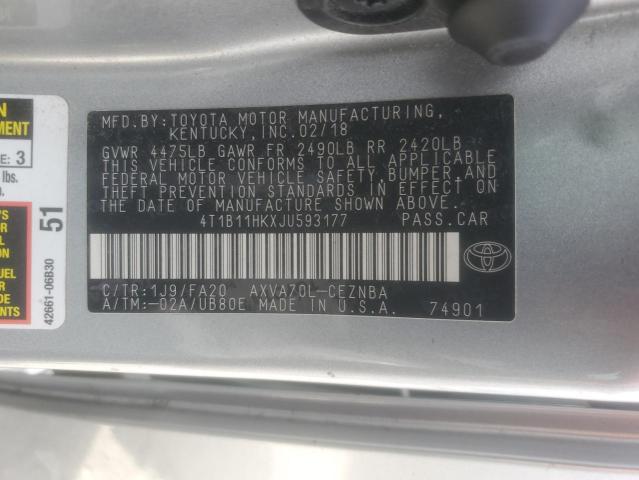 MFD.BY:TOYOTA MOTOR MANUFACTURING,
KENTUCKY, INC.02/18
GVWR 4475LB GAWR FR 2490LB RR 2420LB
THIS VEHICLE CONFORMS TO ALL APPLICABLE
FEDERAL MOTOR VEHICLE SAFETY,BUMPER,AND
THEFT PREVENTION STANDARDS IN EFFECT ON
THE DATE OF MANUFACTURE SHOWN ABOVE.
4T1B11HKXJU593177 PASS.CAR
C/TR:1J9/FA20 AXVA70L-CEZNBA
A/TM:-02A/UB80E MADE IN U.S.A. 74901
TOYOTA
3
lbs.
51
42661-06B30